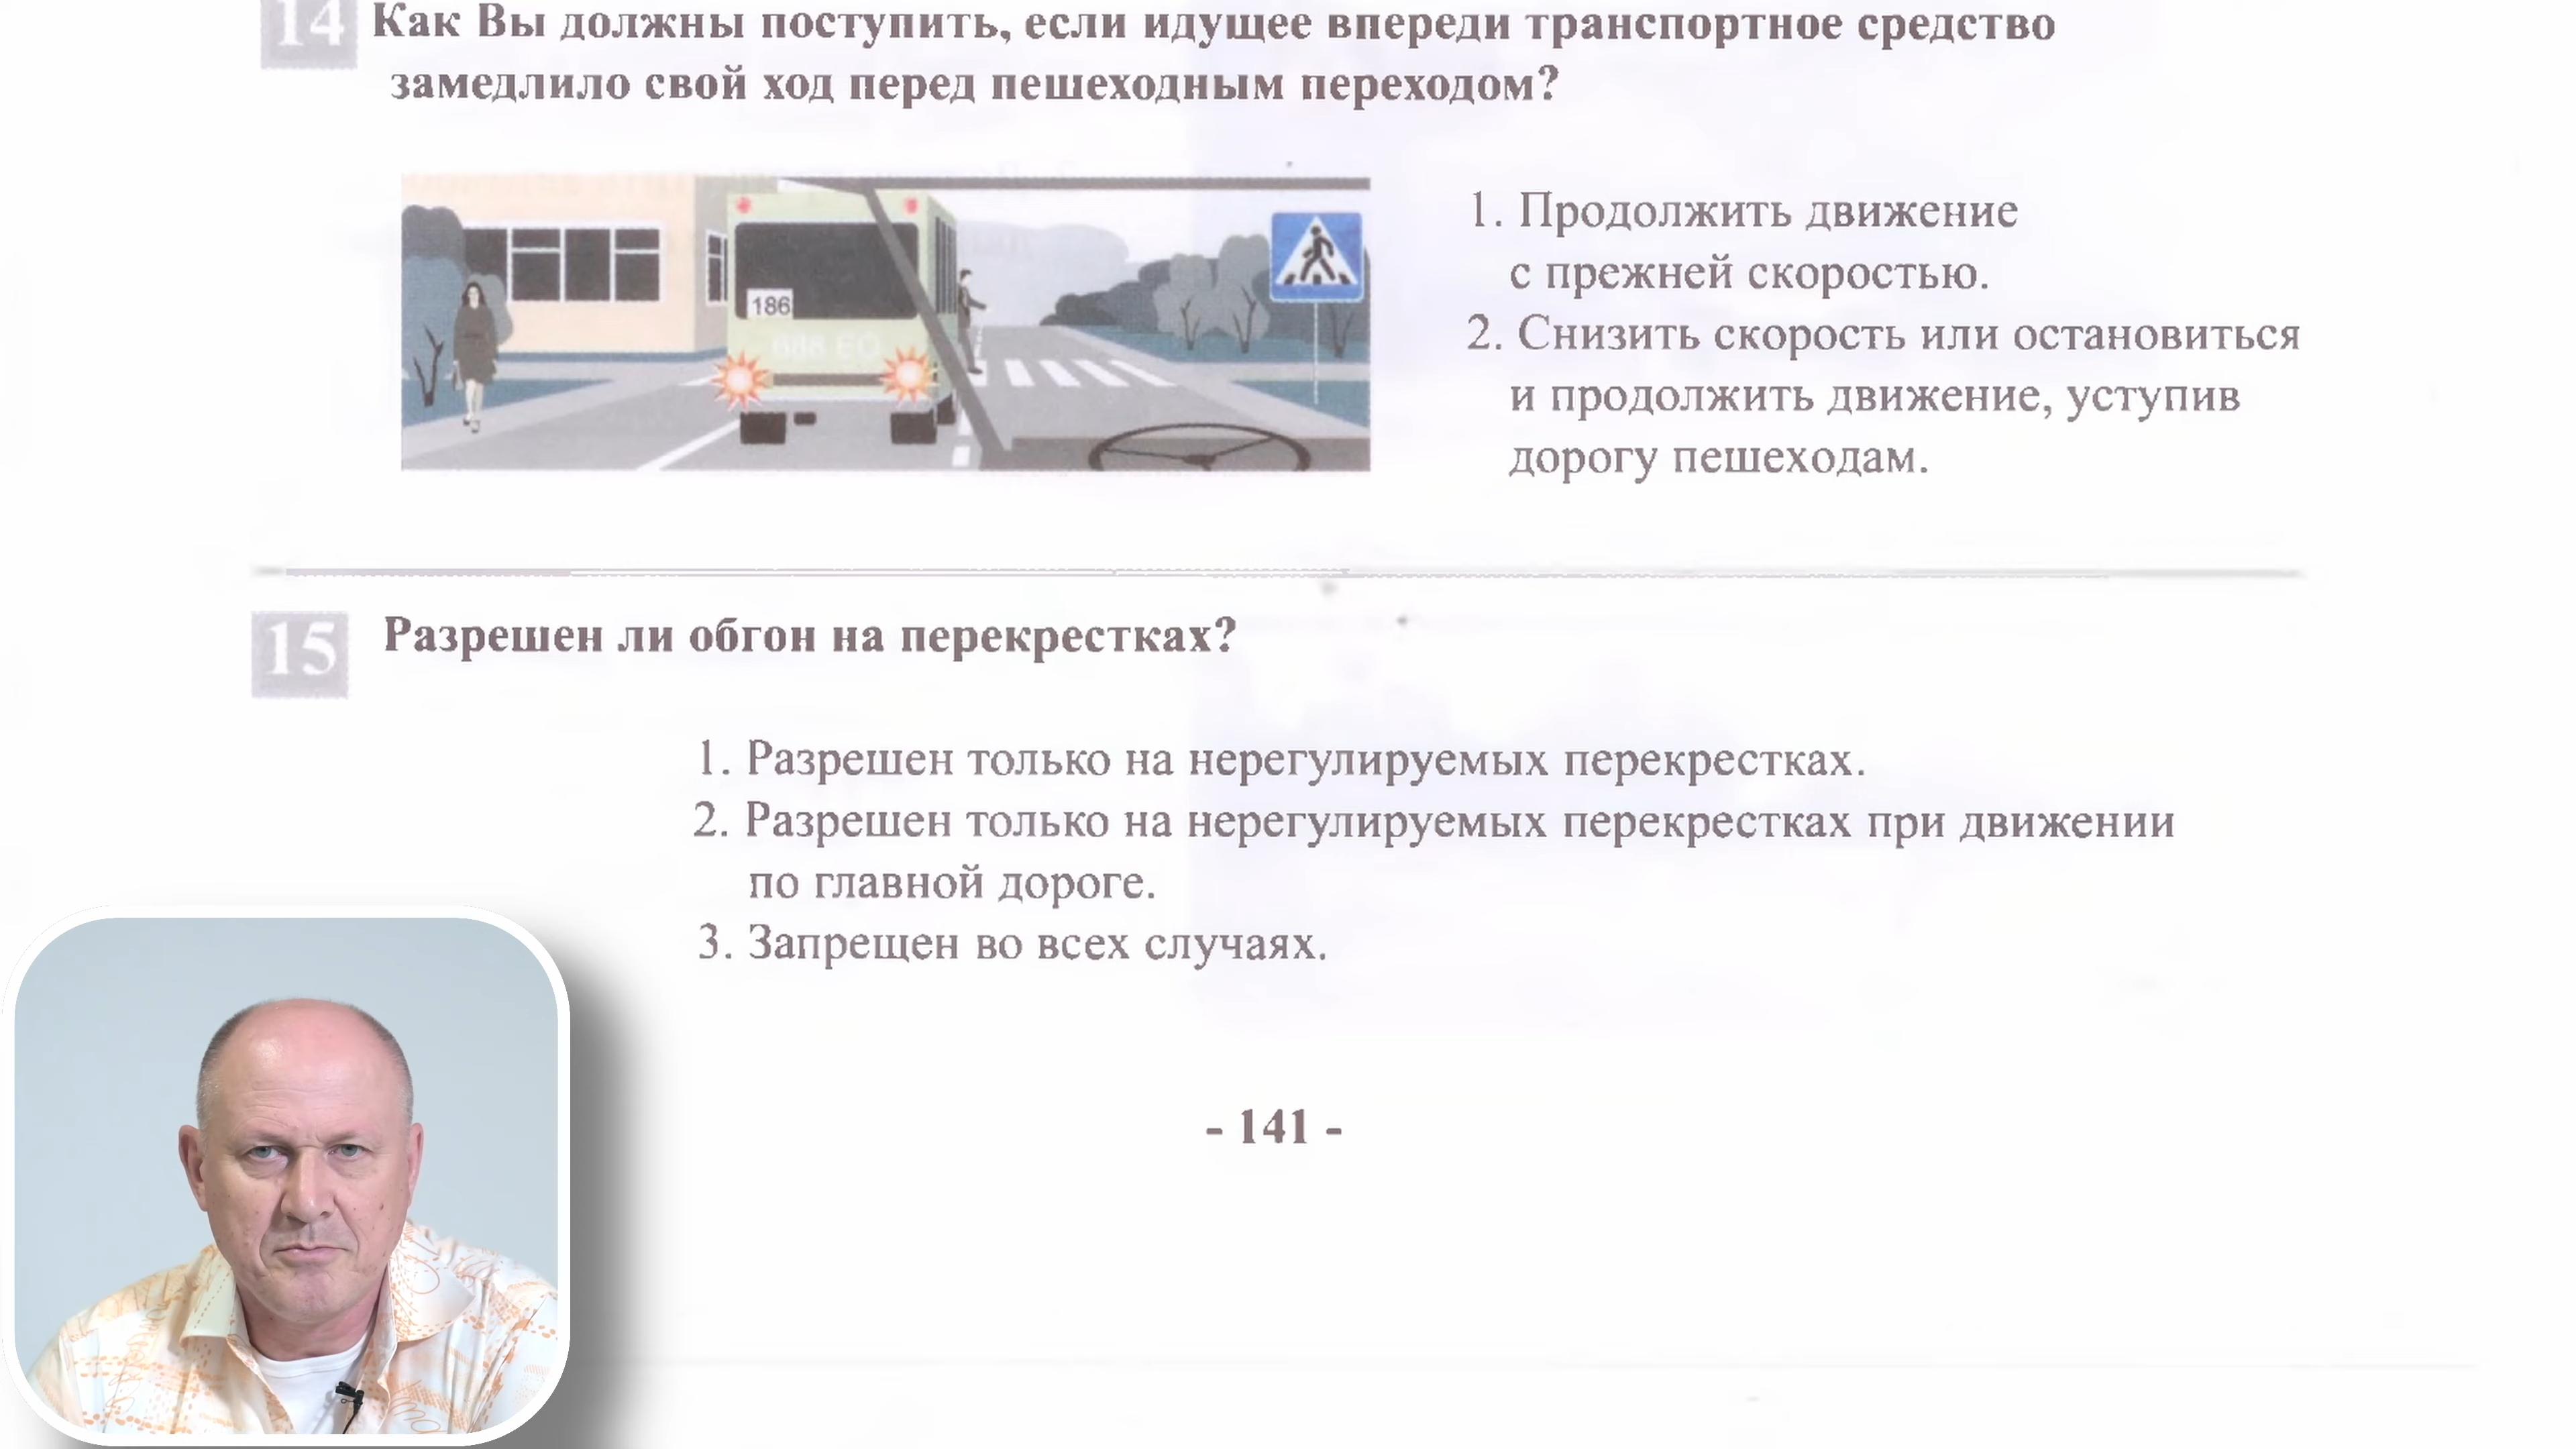 14 Как Вы должны поступить, если идущее впереди транспортное средство
замедлило свой ход перед пешеходным переходом?
186
688 ЕО
1. Продолжить движение
с прежней скоростью.
2. Снизить скорость или остановиться
и продолжить движение, уступив
дорогу пешеходам.
15 Разрешен ли обгон на перекрестках?
1. Разрешен только на нерегулируемых перекрестках.
2. Разрешен только на нерегулируемых перекрестках при движении
по главной дороге.
3. Запрещен во всех случаях.
- 141 -